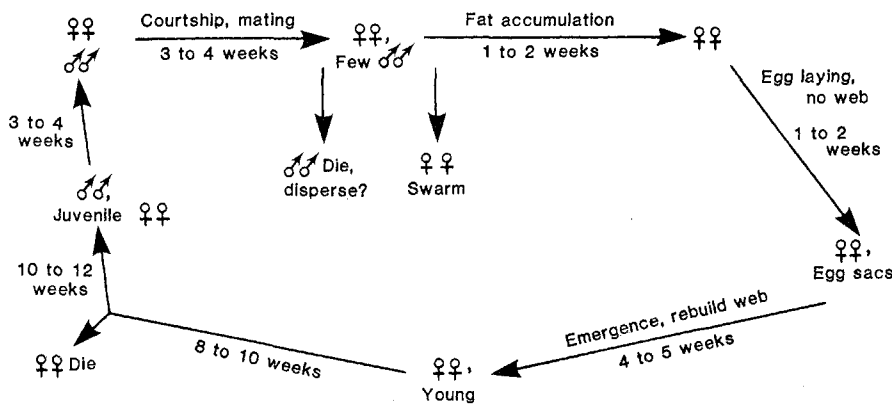 ♀♀
♂♂
Courtship, mating
3 to 4 weeks
♀♀,
Few ♂♂
Fat accumulation
1 to 2 weeks
♀♀
Egg laying,
no web
1 to 2
weeks
♀♀,
Egg sacs
Emergence, rebuild web
4 to 5 weeks
♀♀,
Young
8 to 10 weeks
♀♀ Die
10 to 12
weeks
♂♂,
Juvenile ♀♀
3 to 4
weeks
♂♂ Die,
disperse?
♀ ♀
Swarm